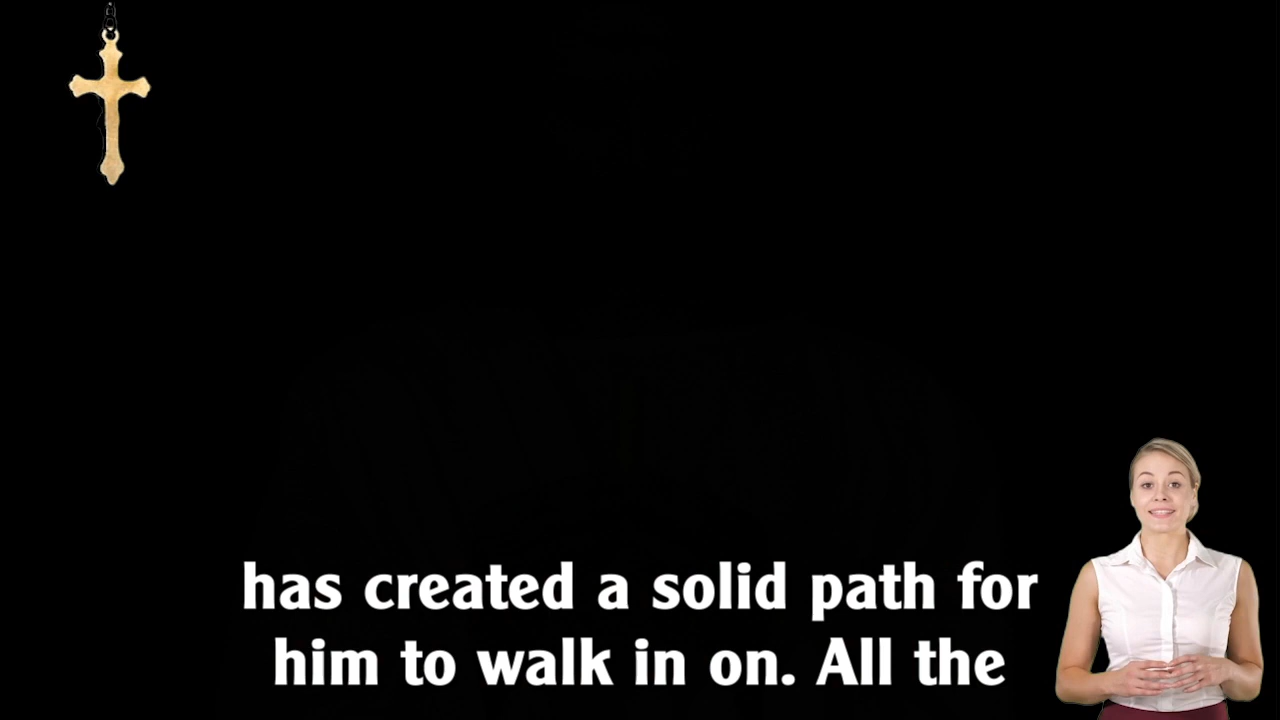 has created a solid path for
him to walk in on. All the